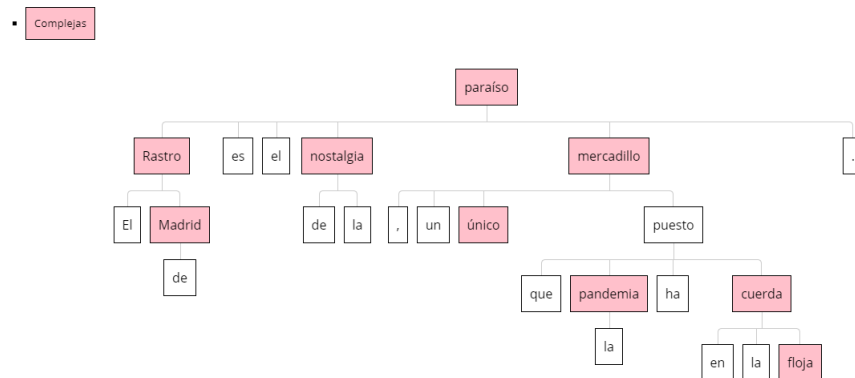 Complejas
paraíso
Rastro es el nostalgia mercadillo .
El Madrid de la , un único puesto
de que pandemia ha cuerda
la en la floja